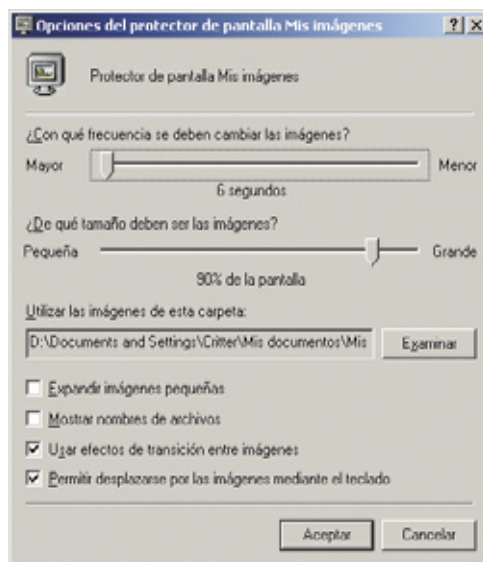 Opciones del protector de pantalla Mis imágenes
Protector de pantalla Mis imágenes
¿Con qué frecuencia se deben cambiar las imágenes?
Mayor Menor
6 segundos
¿De qué tamaño deben ser las imágenes?
Pequeña Grande
90% de la pantalla
Utilizar las imágenes de esta carpeta:
D:\Documents and Settings\Critter\Mis documentos\Mis Examinar
Expandir imágenes pequeñas
Mostrar nombres de archivos
Usar efectos de transición entre imágenes
Permitir desplazarse por las imágenes mediante el teclado
Aceptar Cancelar